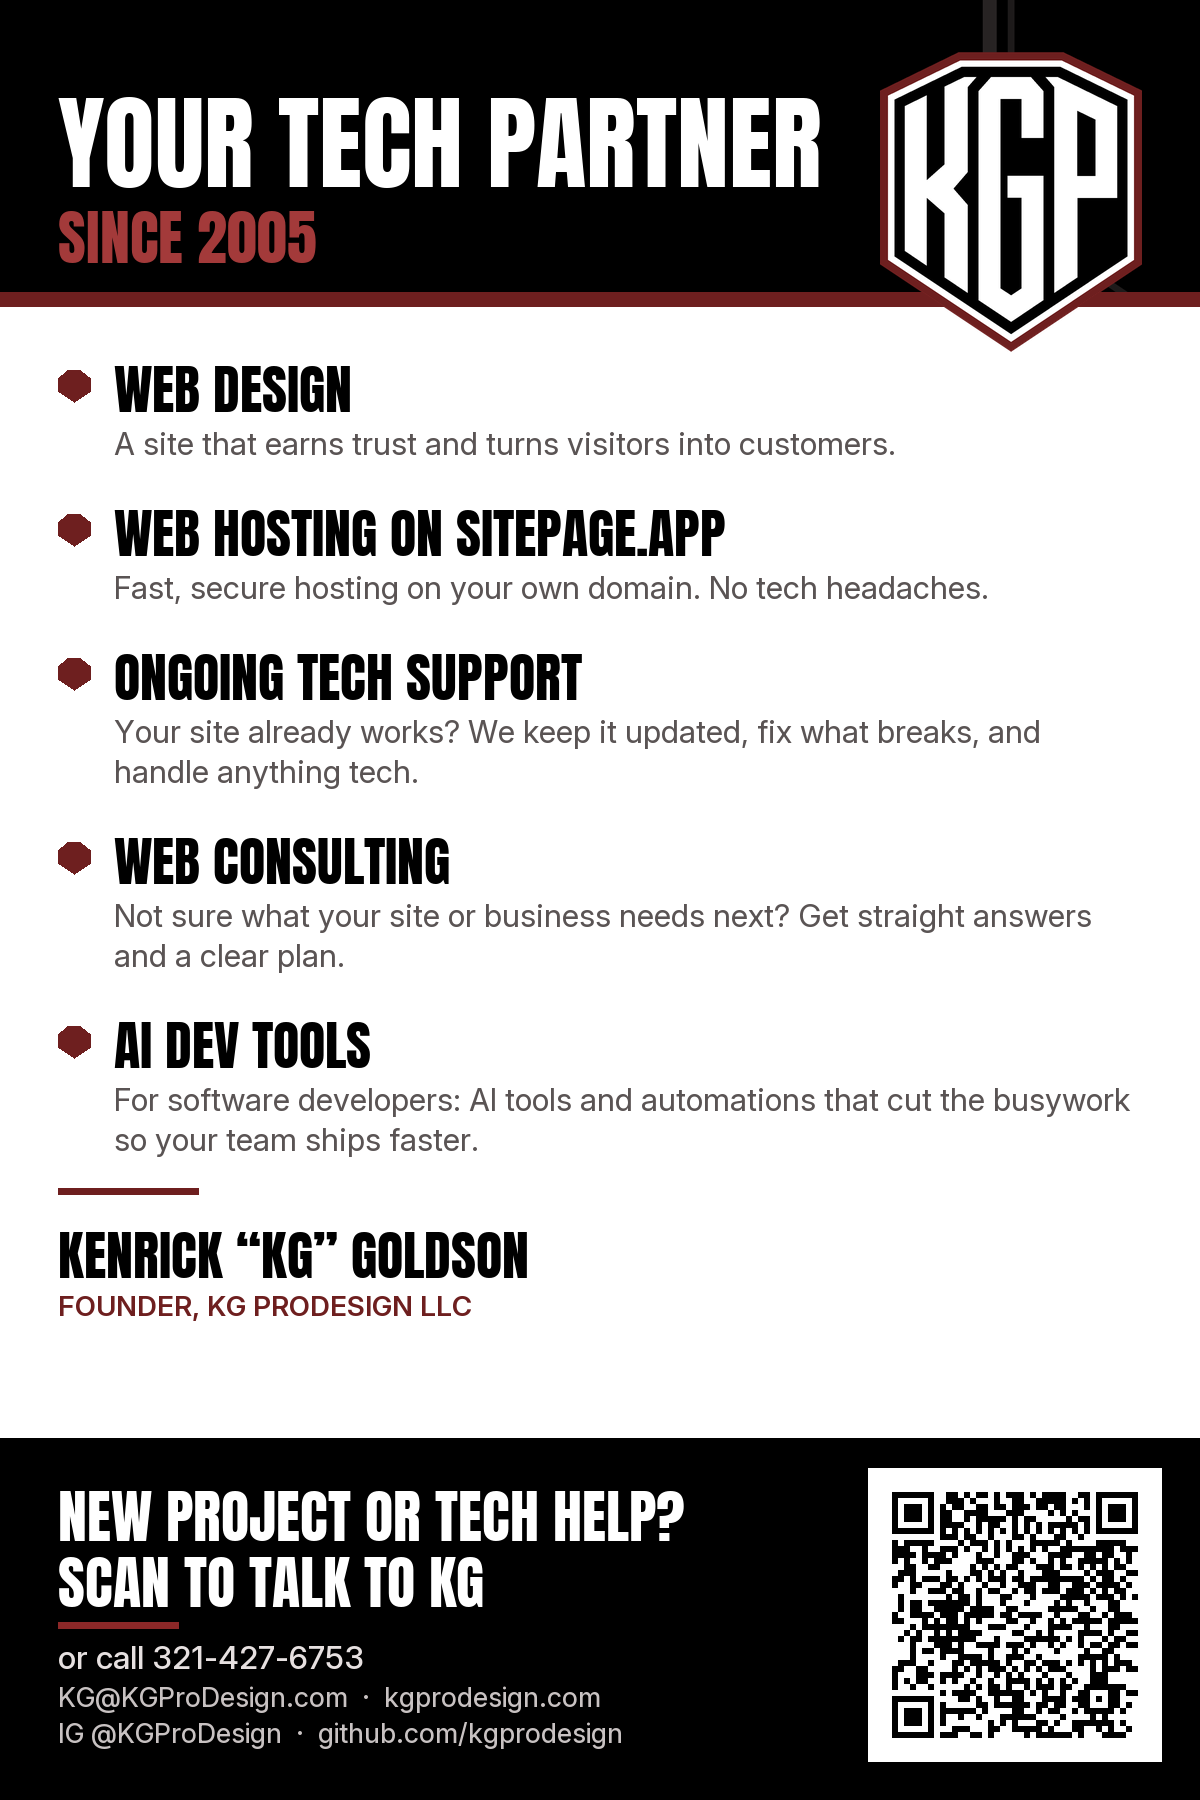 YOUR TECH PARTNER
SINCE 2005
KGP
WEB DESIGN
A site that earns trust and turns visitors into customers.
WEB HOSTING ON SITEPAGE.APP
Fast, secure hosting on your own domain. No tech headaches.
ONGOING TECH SUPPORT
Your site already works? We keep it updated, fix what breaks, and
handle anything tech.
WEB CONSULTING
Not sure what your site or business needs next? Get straight answers
and a clear plan.
AI DEV TOOLS
For software developers: AI tools and automations that cut the busywork
so your team ships faster.
KENRICK “KG” GOLDSON
FOUNDER, KG PRODESIGN LLC
NEW PROJECT OR TECH HELP?
SCAN TO TALK TO KG
or call 321-427-6753
KG@KGProDesign.com · kgprodesign.com
IG @KGProDesign · github.com/kgprodesign